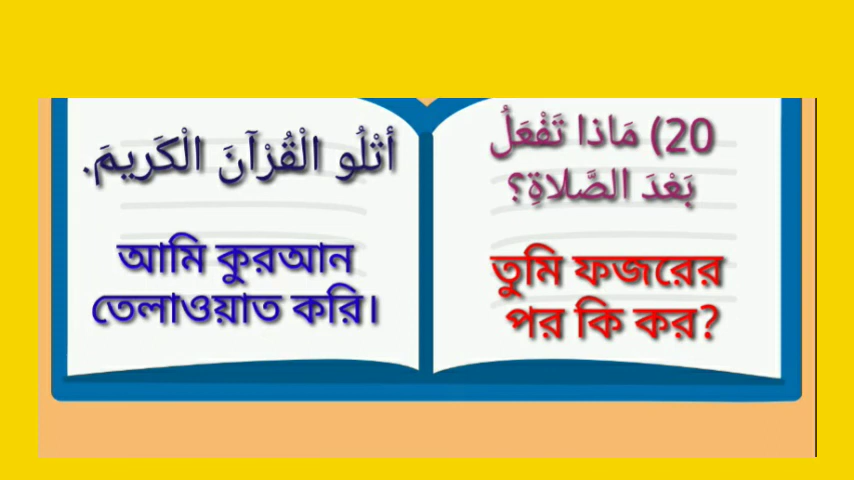 20) مَاذا تَفْعَلُ
بَعْدَ الصَّلاةِ؟
তুমি ফজরের
পর কি কর?
أتْلُو الْقُرْآنَ الْكَرِيمَ.
আমি কুরআন
তেলাওয়াত করি।